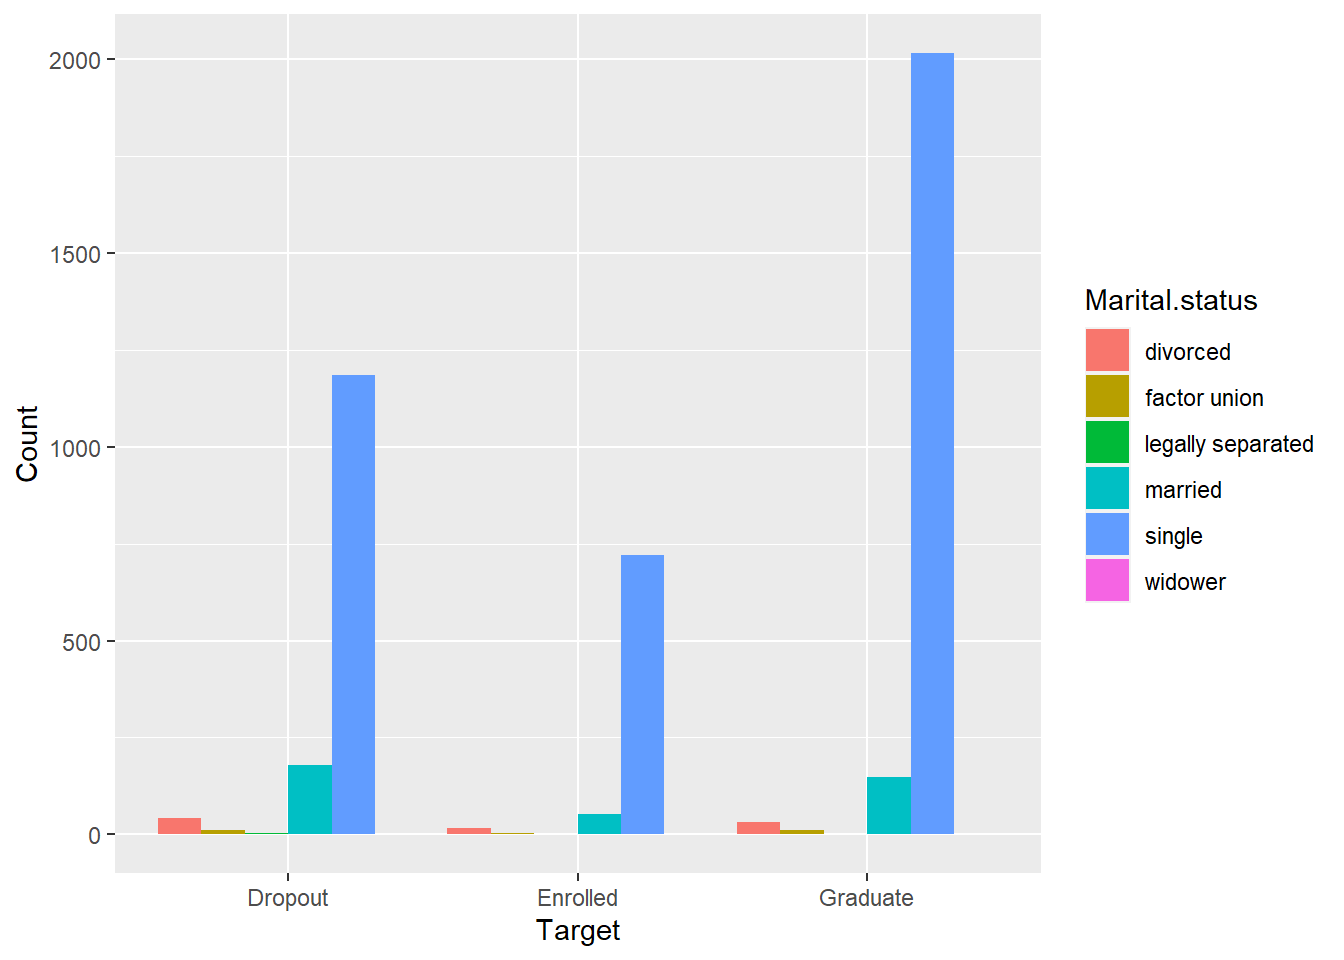 2000
1500
1000
500
0
Count
Dropout
Enrolled
Graduate
Target
Marital.status
divorced
factor union
legally separated
married
single
widower